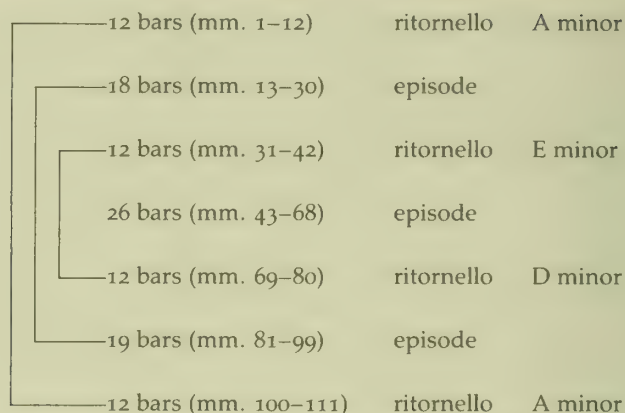 12 bars (mm. 1–12) ritornello A minor
18 bars (mm. 13–30) episode
12 bars (mm. 31–42) ritornello E minor
26 bars (mm. 43–68) episode
12 bars (mm. 69–80) ritornello D minor
19 bars (mm. 81–99) episode
12 bars (mm. 100–111) ritornello A minor